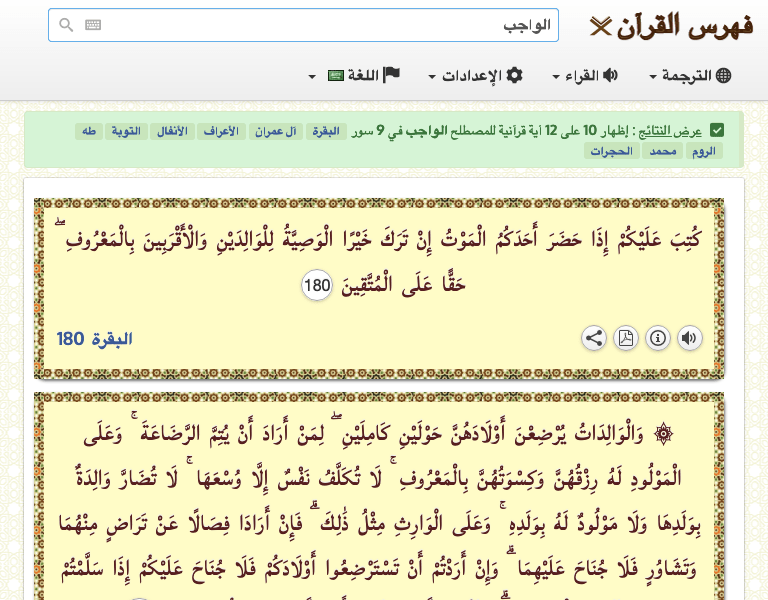 فهرس القرآن
الواجب
الترجمة القراء الإعدادات اللغة
عرض النتائج : إظهار 10 على 12 آية قرآنية للمصطلح الواجب في 9 سور البقرة آل عمران الأعراف الأنفال التوبة طه
الروم محمد الحجرات
كُتِبَ عَلَيْكُمْ إِذَا حَضَرَ أَحَدَكُمُ الْمَوْتُ إِنْ تَرَكَ خَيْرًا الْوَصِيَّةُ لِلْوَالِدَيْنِ وَالْأَقْرَبِينَ بِالْمَعْرُوفِ ۖ
حَقًّا عَلَى الْمُتَّقِينَ 180
البقرة 180
۞ وَالْوَالِدَاتُ يُرْضِعْنَ أَوْلَادَهُنَّ حَوْلَيْنِ كَامِلَيْنِ ۖ لِمَنْ أَرَادَ أَنْ يُتِمَّ الرَّضَاعَةَ ۚ وَعَلَى
الْمَوْلُودِ لَهُ رِزْقُهُنَّ وَكِسْوَتُهُنَّ بِالْمَعْرُوفِ ۚ لَا تُكَلَّفُ نَفْسٌ إِلَّا وُسْعَهَا ۚ لَا تُضَارَّ وَالِدَةٌ
بِوَلَدِهَا وَلَا مَوْلُودٌ لَهُ بِوَلَدِهِ ۚ وَعَلَى الْوَارِثِ مِثْلُ ذَٰلِكَ ۗ فَإِنْ أَرَادَا فِصَالًا عَنْ تَرَاضٍ مِنْهُمَا
وَتَشَاوُرٍ فَلَا جُنَاحَ عَلَيْهِمَا ۗ وَإِنْ أَرَدْتُمْ أَنْ تَسْتَرْضِعُوا أَوْلَادَكُمْ فَلَا جُنَاحَ عَلَيْكُمْ إِذَا سَلَّمْتُمْ